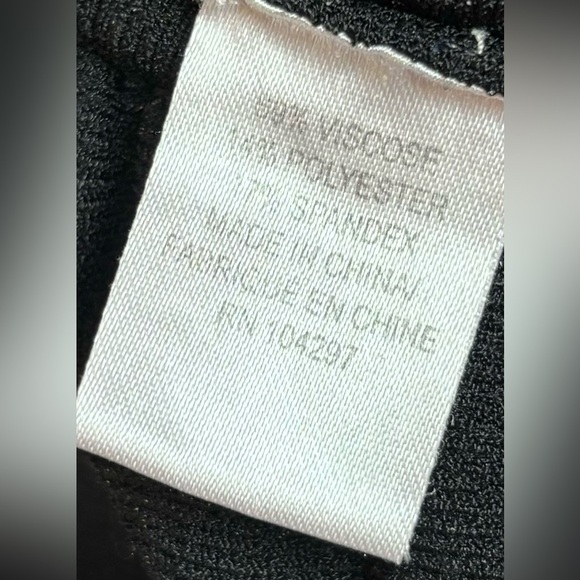 VISCOSE
POLYESTER
SPANDEX
MADE IN CHINA/
FABRIQUE EN CHINE
RN 104297